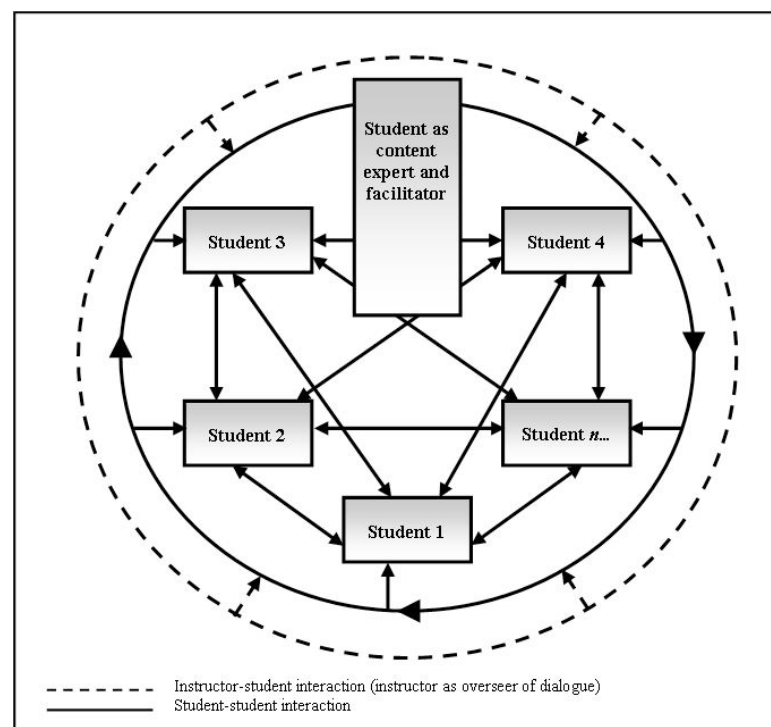 Student as
content
expert and
facilitator
Student 3
Student 4
Student 2
Student n...
Student 1
Instructor-student interaction (instructor as overseer of dialogue)
Student-student interaction